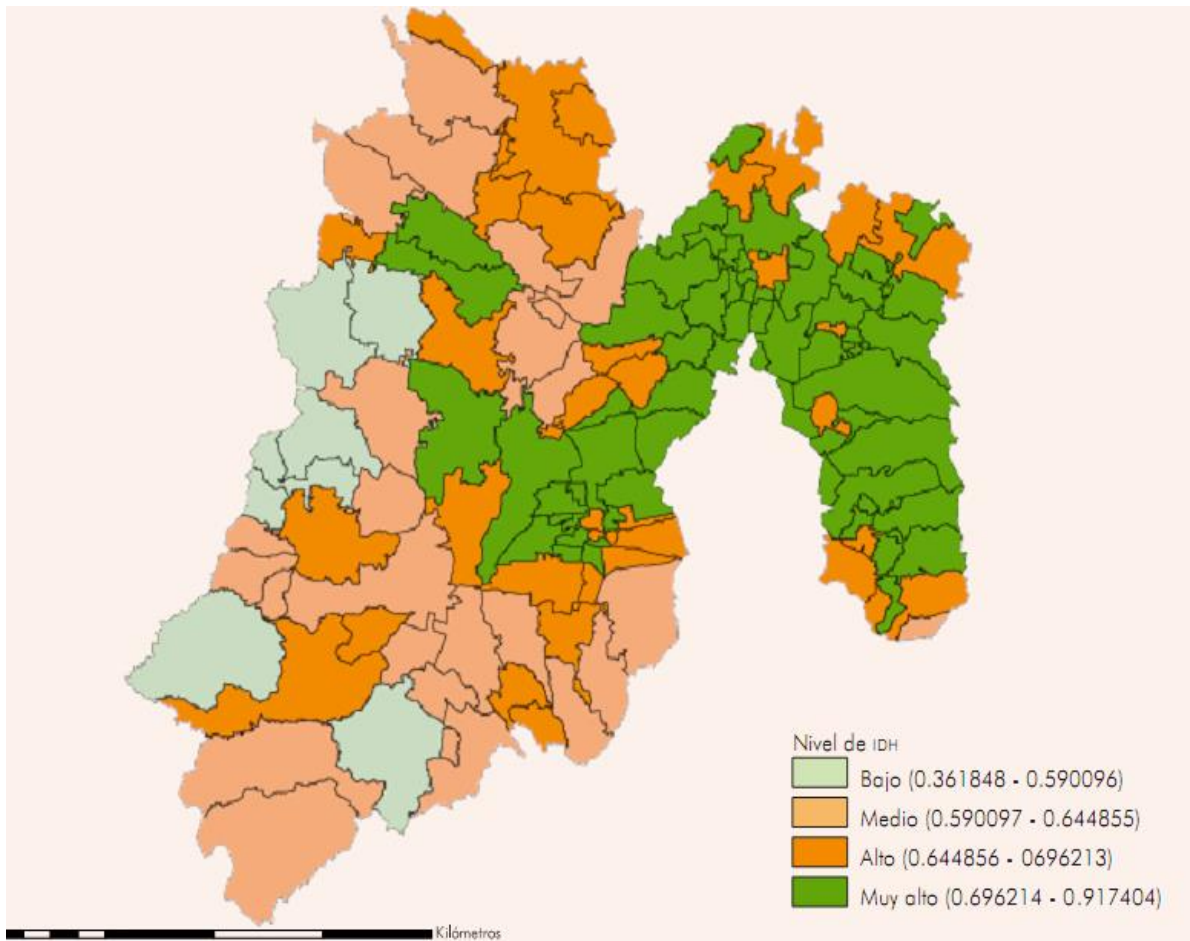 Nivel de IDH
Bajo (0.361848 - 0.590096)
Medio (0.590097 - 0.644855)
Alto (0.644856 - 0696213)
Muy alto (0.696214 - 0.917404)
Kilómetros